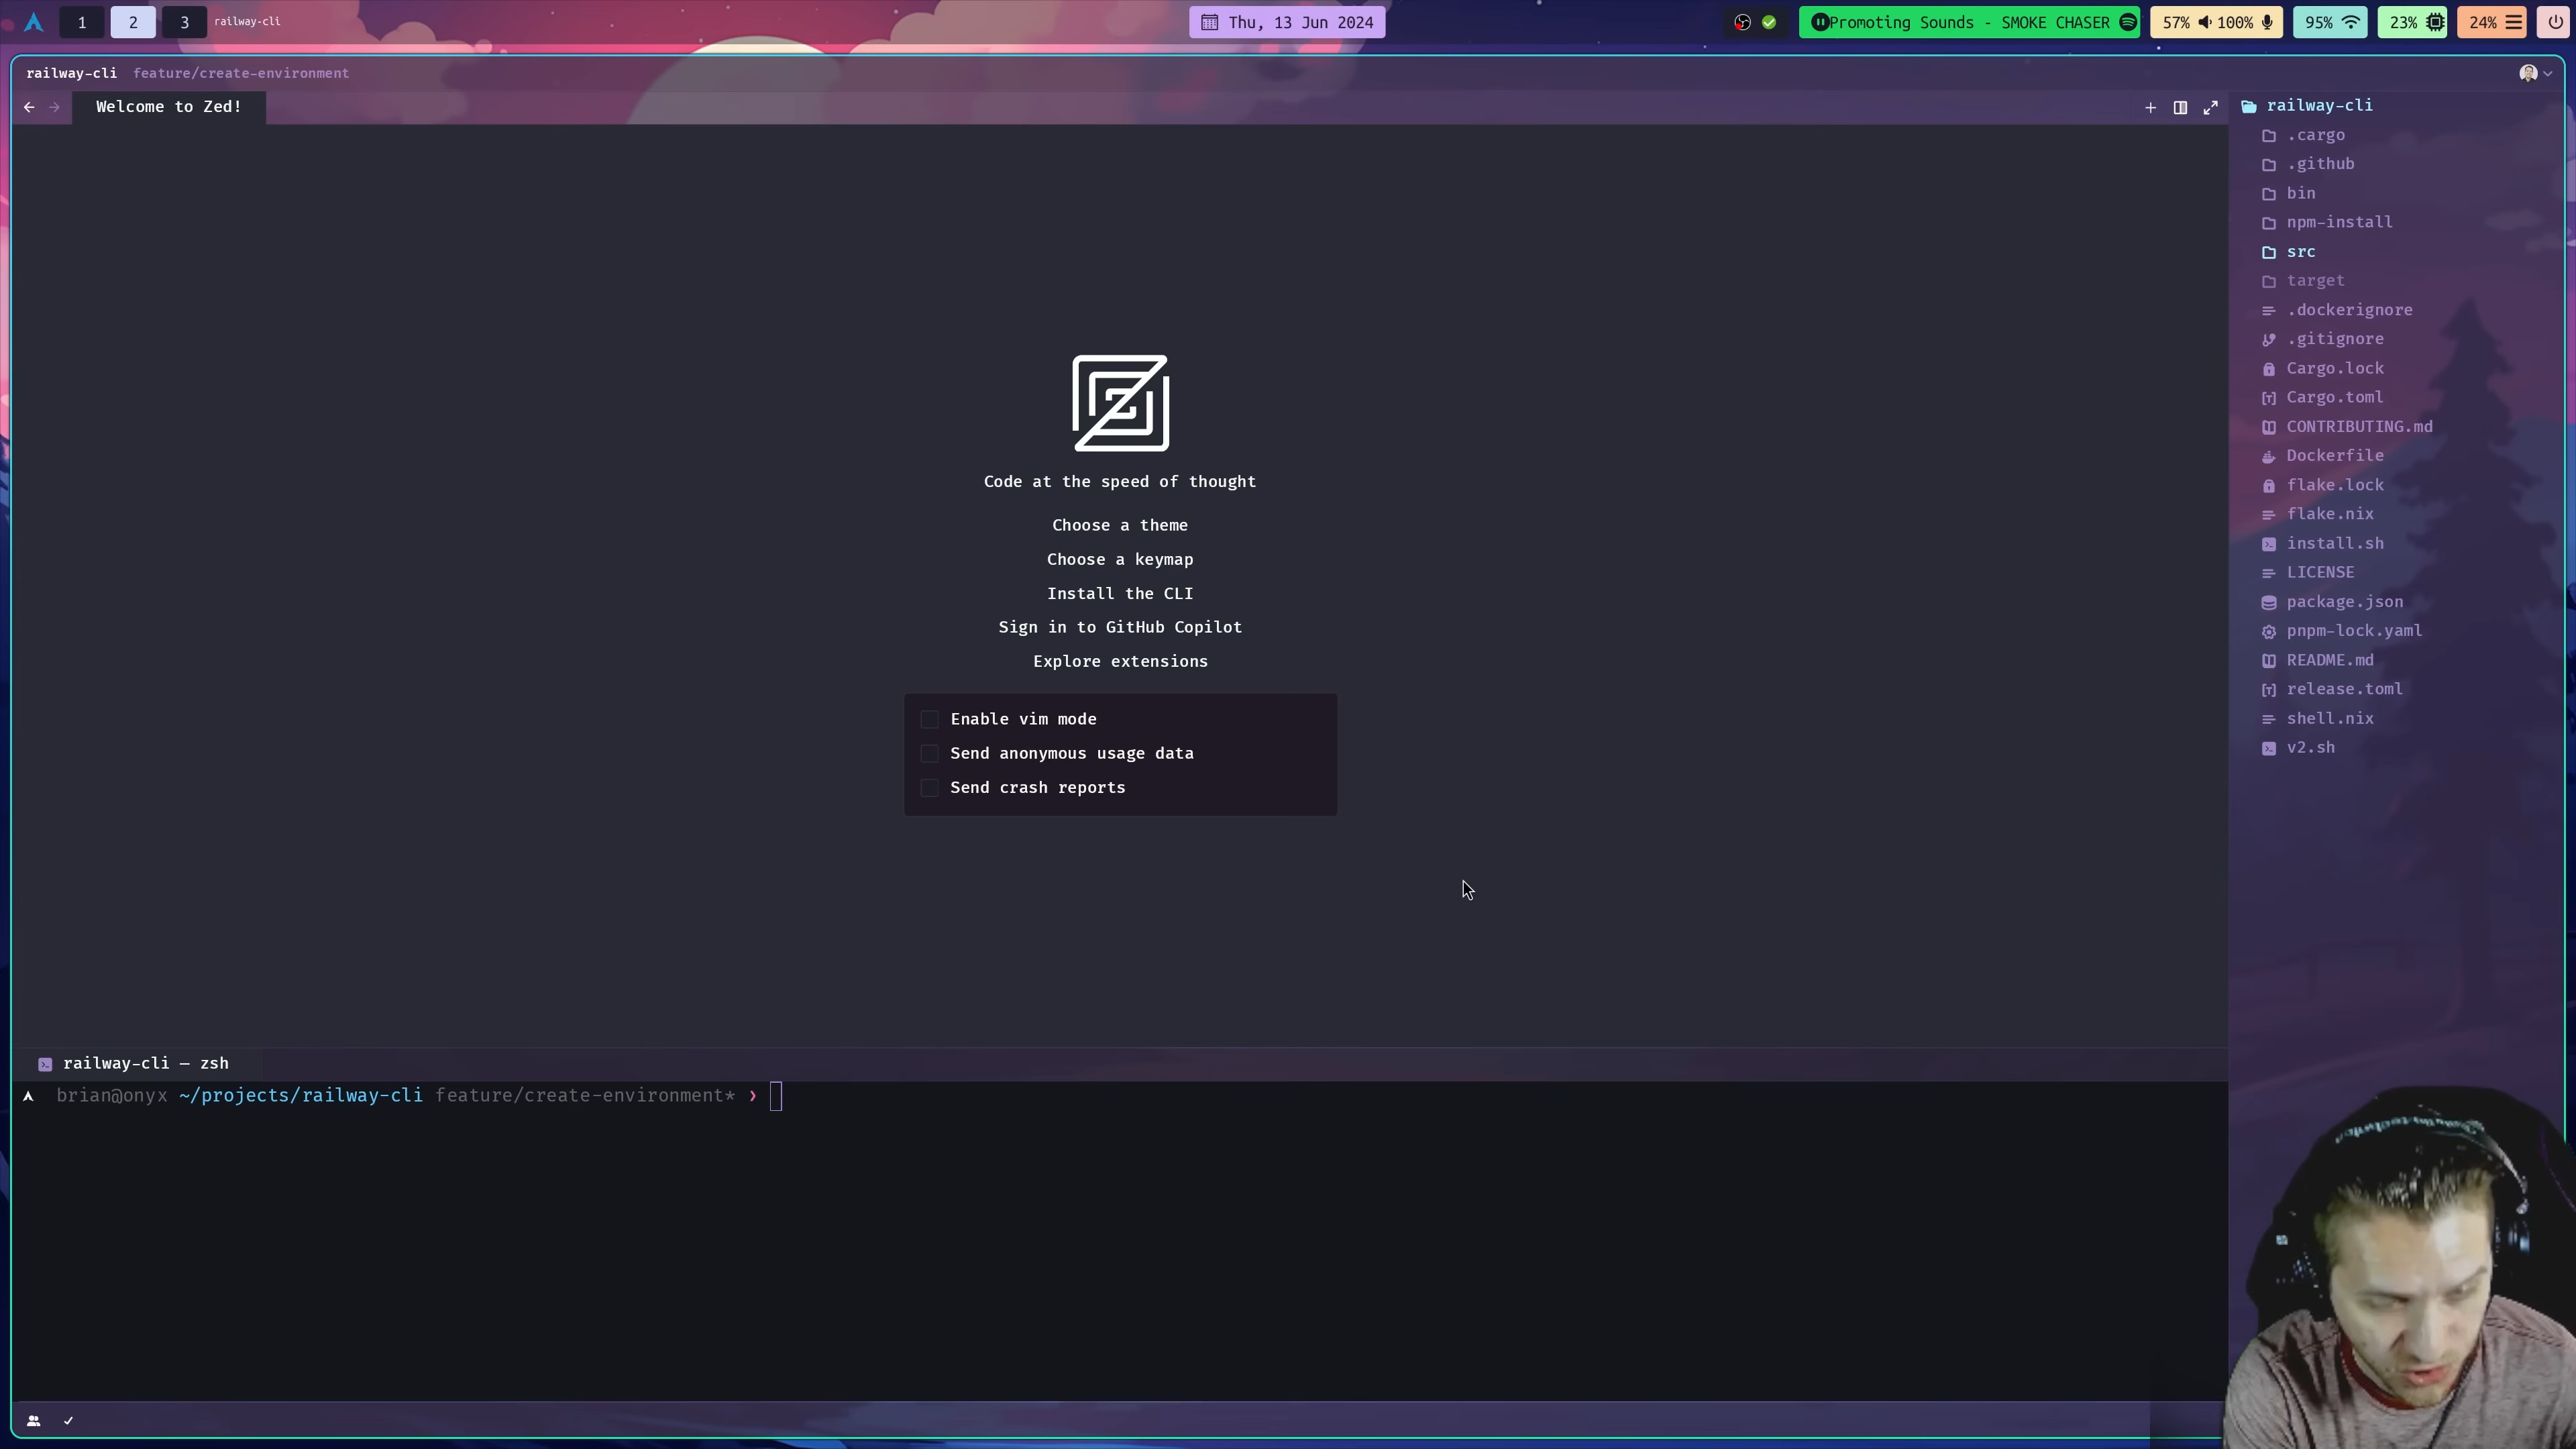 1 2 3 railway-cli
Thu, 13 Jun 2024
Promoting Sounds - SMOKE CHASER
57% 100% 95% 23% 24%
railway-cli feature/create-environment
Welcome to Zed!
Code at the speed of thought
Choose a theme
Choose a keymap
Install the CLI
Sign in to GitHub Copilot
Explore extensions
Enable vim mode
Send anonymous usage data
Send crash reports
railway-cli
.cargo
.github
bin
npm-install
src
target
.dockerignore
.gitignore
Cargo.lock
Cargo.toml
CONTRIBUTING.md
Dockerfile
flake.lock
flake.nix
install.sh
LICENSE
package.json
pnpm-lock.yaml
README.md
release.toml
shell.nix
v2.sh
railway-cli — zsh
brian@onyx ~/projects/railway-cli feature/create-environment* ❯